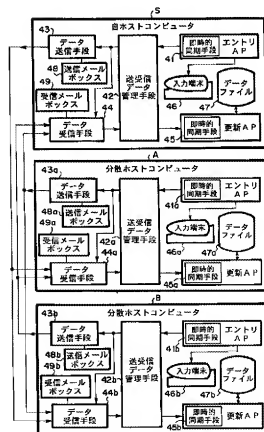 S
自ホストコンピュータ
43
データ
送信手段
41
即時的
同期手段
エントリ
AP
48
送信メール
ボックス
49
42
送受信
データ
管理手段
受信メール
ボックス
44
入力端末
46
47
データ
ファイル
データ
受信手段
45
即時的
同期手段
更新AP
A
分散ホストコンピュータ
43a
データ
送信手段
41a
即時的
同期手段
エントリ
AP
48a
送信メール
ボックス
49a
42a
送受信
データ
管理手段
受信メール
ボックス
44a
入力端末
46a
47a
データ
ファイル
データ
受信手段
45a
即時的
同期手段
更新AP
B
分散ホストコンピュータ
43b
データ
送信手段
41b
即時的
同期手段
エントリ
AP
48b
送信メール
ボックス
49b
42b
送受信
データ
管理手段
受信メール
ボックス
44b
入力端末
46b
47b
データ
ファイル
データ
受信手段
45b
即時的
同期手段
更新AP